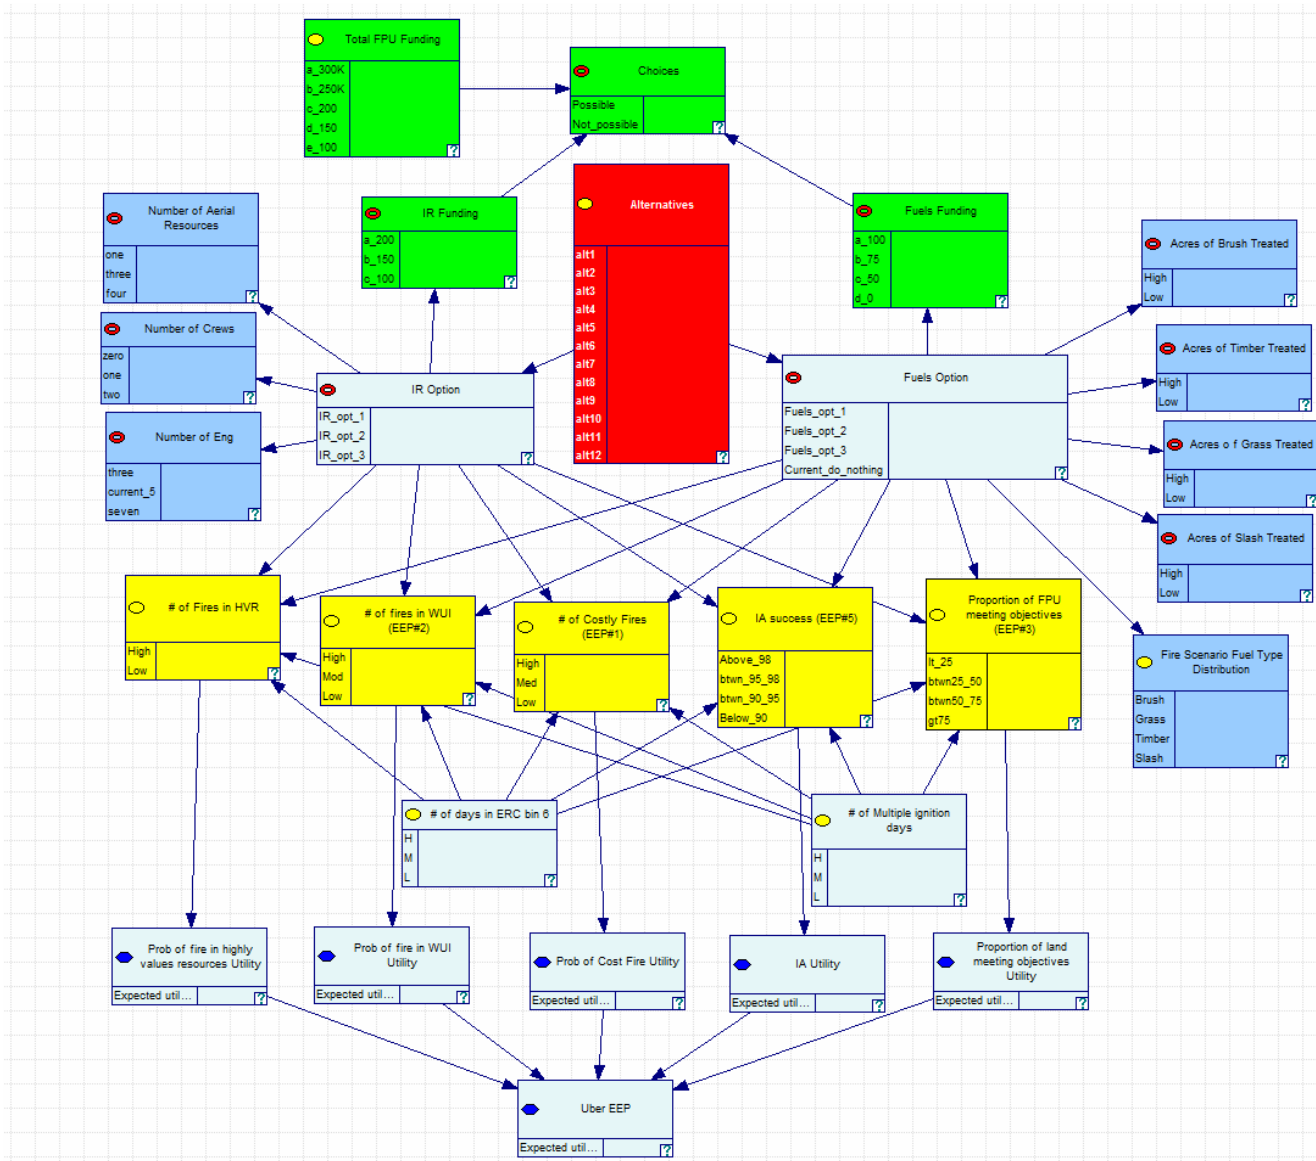 Total FPU Funding
a_300K
b_250K
c_200
d_150
e_100
?
Choices
Possible
Not_possible
?
Number of Aerial
Resources
one
three
four
?
IR Funding
a_200
b_150
c_100
?
Alternatives
alt1
alt2
alt3
alt4
alt5
alt6
alt7
alt8
alt9
alt10
alt11
alt12
?
Fuels Funding
a_100
b_75
c_50
d_0
?
Acres of Brush Treated
High
Low
?
Number of Crews
zero
one
two
?
Acres of Timber Treated
High
Low
?
IR Option
IR_opt_1
IR_opt_2
IR_opt_3
?
Fuels Option
Fuels_opt_1
Fuels_opt_2
Fuels_opt_3
Current_do_nothing
?
Number of Eng
three
current_5
seven
?
Acres o f Grass Treated
High
Low
?
Acres of Slash Treated
High
Low
?
# of Fires in HVR
High
Low
?
# of fires in WUI
(EEP#2)
High
Mod
Low
?
# of Costly Fires
(EEP#1)
High
Med
Low
?
IA success (EEP#5)
Above_98
btwn_95_98
btwn_90_95
Below_90
?
Proportion of FPU
meeting objectives
(EEP#3)
lt_25
btwn25_50
btwn50_75
gt75
?
Fire Scenario Fuel Type
Distribution
Brush
Grass
Timber
Slash
?
# of days in ERC bin 6
H
M
L
?
# of Multiple ignition
days
H
M
L
?
Prob of fire in highly
values resources Utility
Expected util...
?
Prob of fire in WUI
Utility
Expected util...
?
Prob of Cost Fire Utility
Expected util...
?
IA Utility
Expected util...
?
Proportion of land
meeting objectives
Utility
Expected util...
?
Uber EEP
Expected util...
?